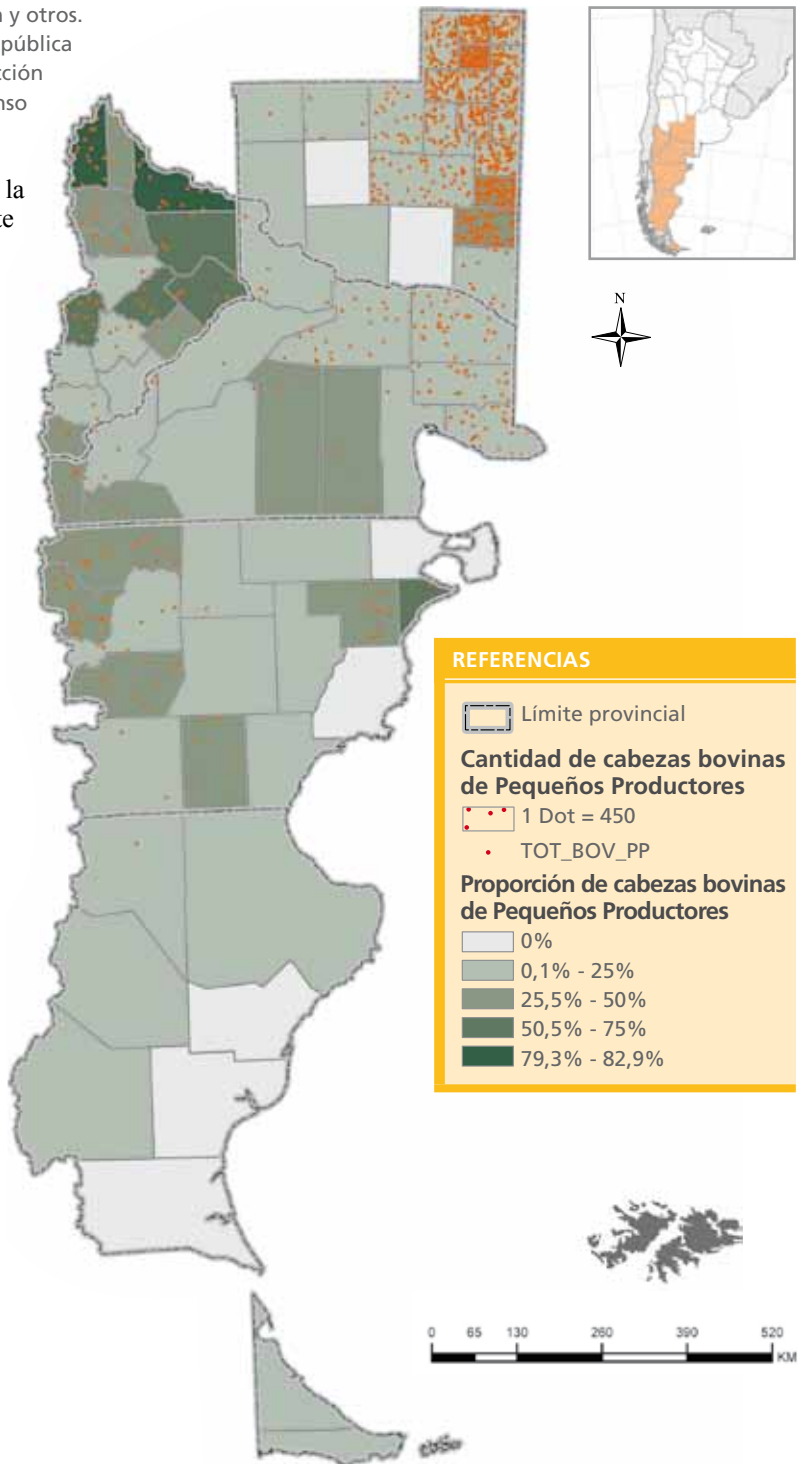 n y otros.
pública
cción
nso
la
te
N
REFERENCIAS
Límite provincial
Cantidad de cabezas bovinas
de Pequeños Productores
1 Dot = 450
TOT_BOV_PP
Proporción de cabezas bovinas
de Pequeños Productores
0%
0,1% - 25%
25,5% - 50%
50,5% - 75%
79,3% - 82,9%
0 65 130 260 390 520
KM